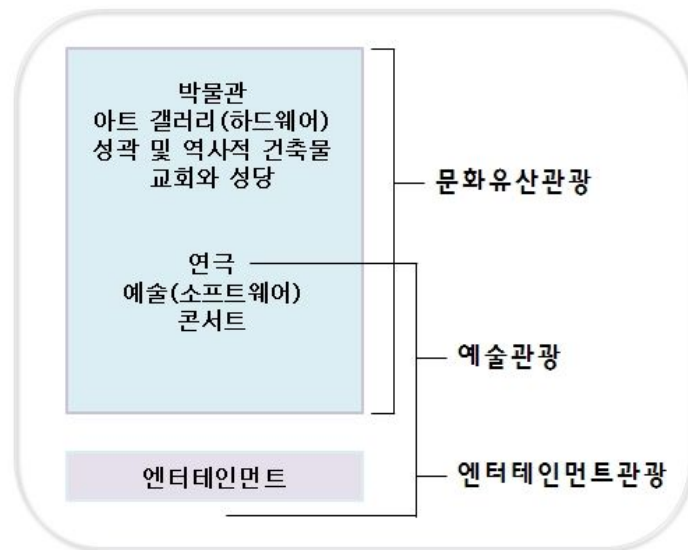 박물관
아트 갤러리(하드웨어)
성곽 및 역사적 건축물
교회와 성당
문화유산관광
연극
예술(소프트웨어)
콘서트
예술관광
엔터테인먼트
엔터테인먼트관광